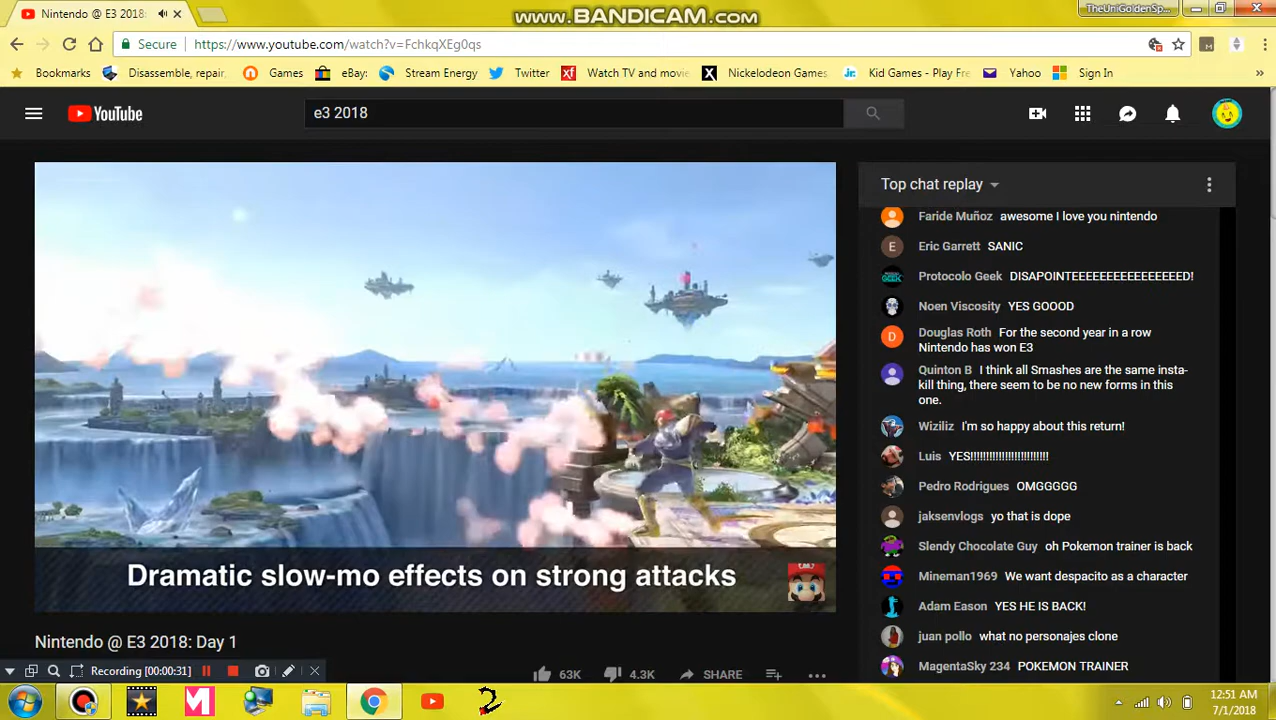 Nintendo @ E3 2018:
www.BANDICAM.com
TheUniGoldenSp...
Secure
https://www.youtube.com/watch?v=FchkqXEg0qs
Bookmarks
Disassemble, repair,
Games
eBay
Stream Energy
Twitter
Watch TV and movie
Nickelodeon Games
Kid Games - Play Fre
Yahoo
Sign In
»
YouTube
e3 2018
Top chat replay
Faride Muñoz awesome I love you nintendo
Eric Garrett SANIC
Protocolo Geek DISAPOINTEEEEEEEEEEEEEEEED!
Noen Viscosity YES GOOOD
Douglas Roth For the second year in a row
Nintendo has won E3
Quinton B I think all Smashes are the same insta-
kill thing, there seem to be no new forms in this
one.
Wiziliz I'm so happy about this return!
Luis YES!!!!!!!!!!!!!!!!!!!!!!!!!
Pedro Rodrigues OMGGGGG
jaksenvlogs yo that is dope
Slendy Chocolate Guy oh Pokemon trainer is back
Mineman1969 We want despacito as a character
Adam Eason YES HE IS BACK!
juan pollo what no personajes clone
MagentaSky 234 POKEMON TRAINER
Dramatic slow-mo effects on strong attacks
Nintendo @ E3 2018: Day 1
Recording [00:00:31]
63K
4.3K
SHARE
12:51 AM
7/1/2018